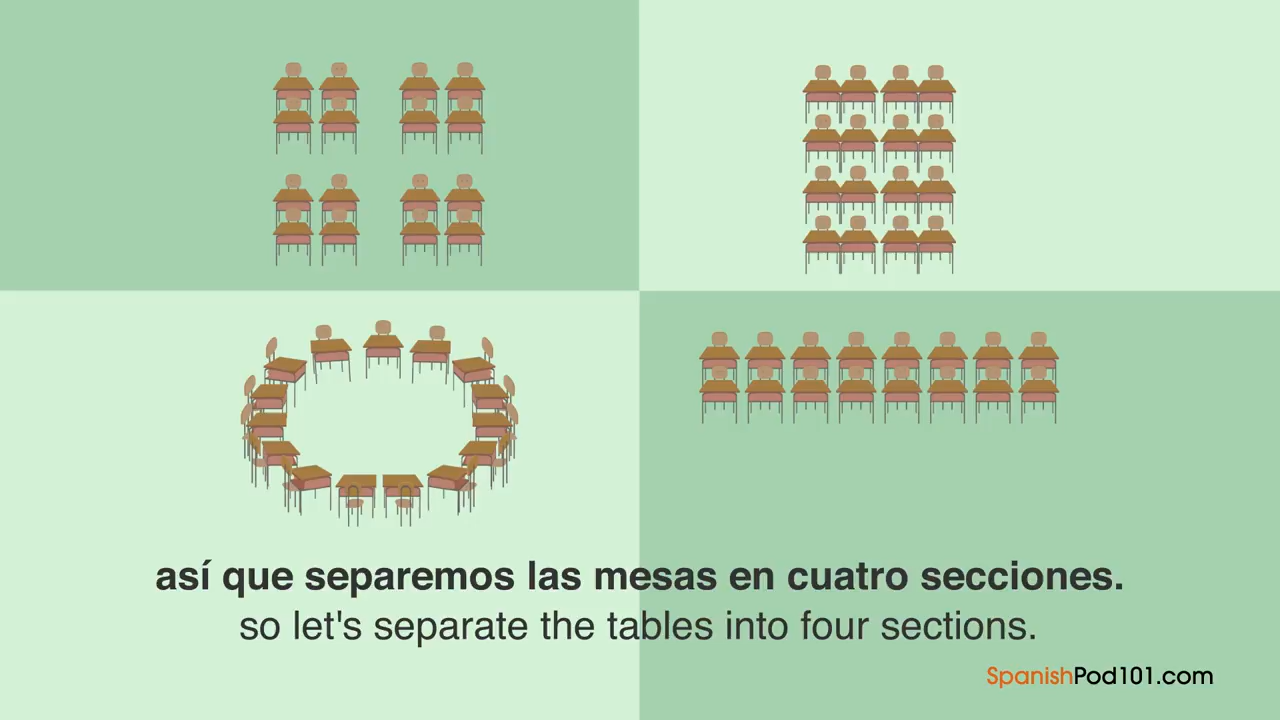 así que separemos las mesas en cuatro secciones.
so let's separate the tables into four sections.
SpanishPod101.com